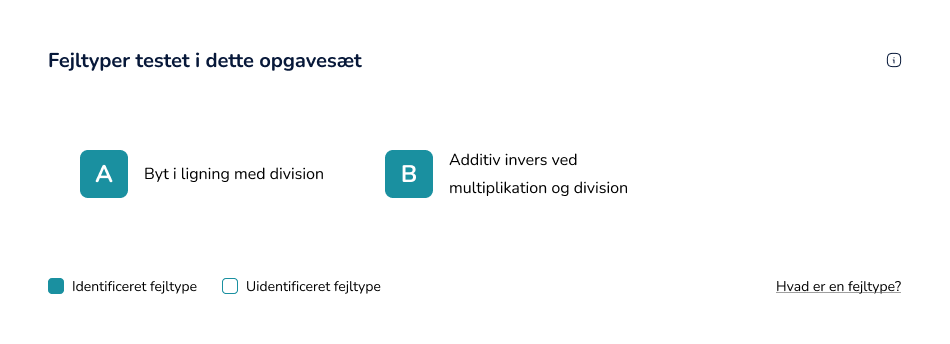 Fejltyper testet i dette opgavesæt
A
Byt i ligning med division
B
Additiv invers ved
multiplikation og division
Identificeret fejltype
Uidentificeret fejltype
Hvad er en fejltype?